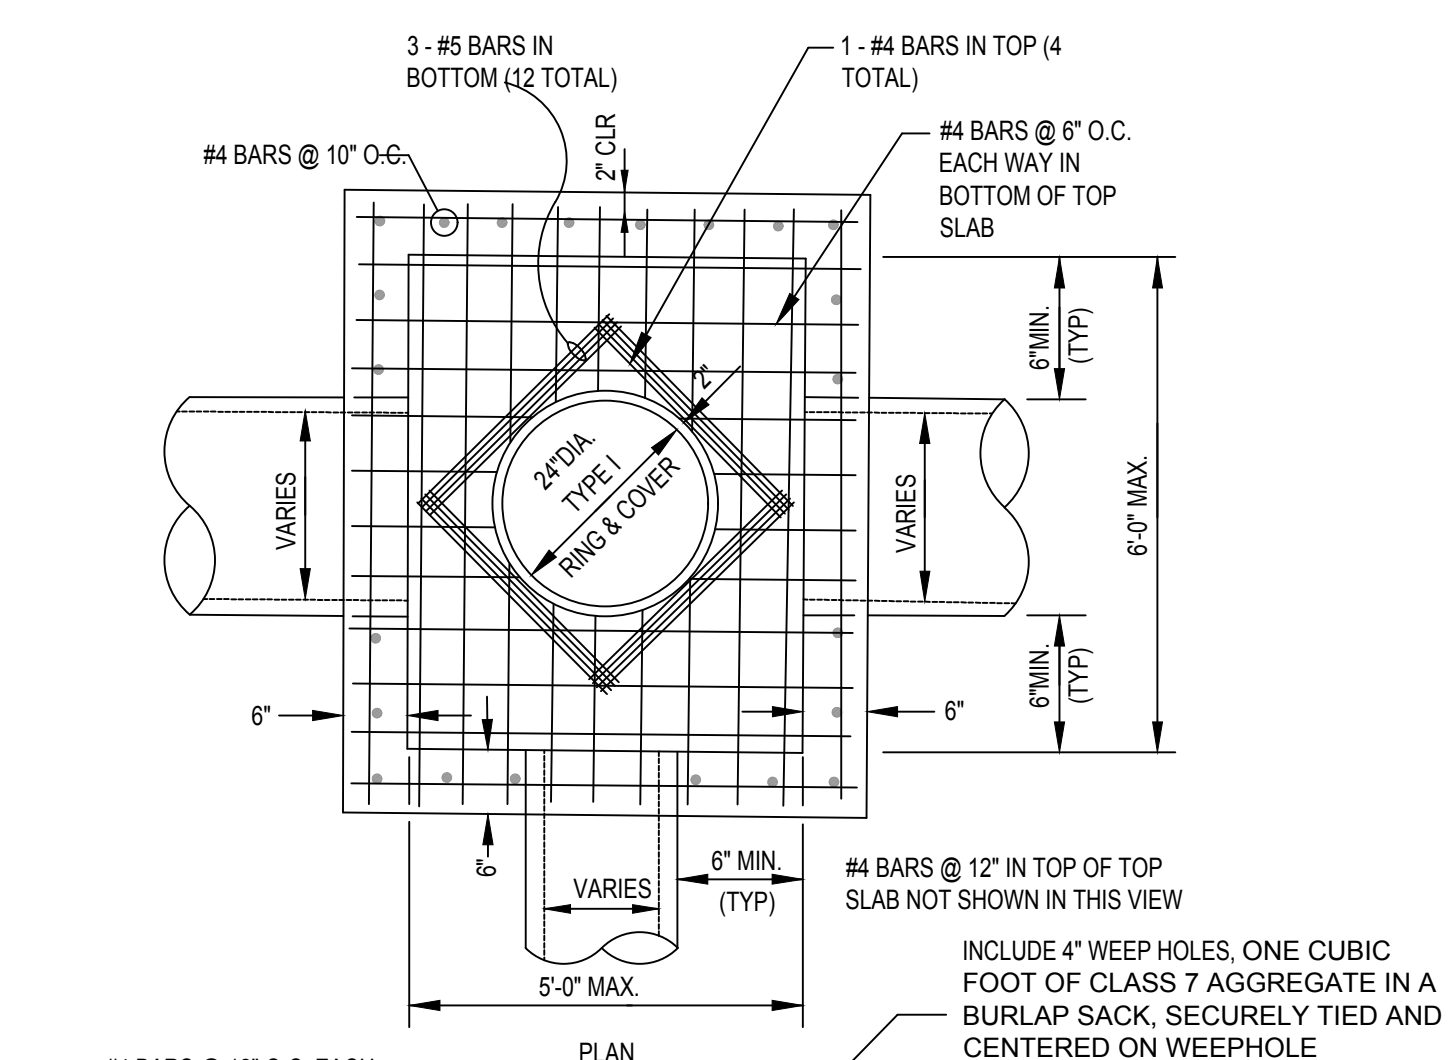 3 - #5 BARS IN
BOTTOM (12 TOTAL)
1 - #4 BARS IN TOP (4
TOTAL)
#4 BARS @ 10" O.C.
2" CLR
#4 BARS @ 6" O.C.
EACH WAY IN
BOTTOM OF TOP
SLAB
6"MIN.
(TYP)
2"
24"DIA.
TYPE I
RING & COVER
VARIES
VARIES
6'-0" MAX.
6"MIN.
(TYP)
6"
6"
6"
VARIES
6" MIN.
(TYP)
#4 BARS @ 12" IN TOP OF TOP
SLAB NOT SHOWN IN THIS VIEW
5'-0" MAX.
INCLUDE 4" WEEP HOLES, ONE CUBIC
FOOT OF CLASS 7 AGGREGATE IN A
BURLAP SACK, SECURELY TIED AND
CENTERED ON WEEPHOLE
PLAN